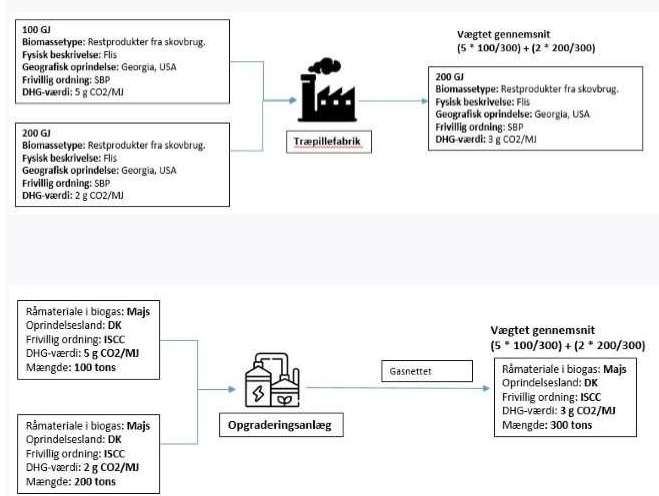 100 GJ
Biomassetype: Restprodukter fra skovbrug.
Fysisk beskrivelse: Flis
Geografisk oprindelse: Georgia, USA
Frivillig ordning: SBP
DHG-værdi: 5 g CO2/MJ
200 GJ
Biomassetype: Restprodukter fra skovbrug.
Fysisk beskrivelse: Flis
Geografisk oprindelse: Georgia, USA
Frivillig ordning: SBP
DHG-værdi: 2 g CO2/MJ
Træpillefabrik
Vægtet gennemsnit
(5 * 100/300) + (2 * 200/300)
200 GJ
Biomassetype: Restprodukter fra skovbrug.
Fysisk beskrivelse: Flis
Geografisk oprindelse: Georgia, USA
Frivillig ordning: SBP
DHG-værdi: 3 g CO2/MJ
Råmateriale i biogas: Majs
Oprindelsesland: DK
Frivillig ordning: ISCC
DHG-værdi: 5 g CO2/MJ
Mængde: 100 tons
Råmateriale i biogas: Majs
Oprindelsesland: DK
Frivillig ordning: ISCC
DHG-værdi: 2 g CO2/MJ
Mængde: 200 tons
Opgraderingsanlæg
Gasnettet
Vægtet gennemsnit
(5 * 100/300) + (2 * 200/300)
Råmateriale i biogas: Majs
Oprindelsesland: DK
Frivillig ordning: ISCC
DHG-værdi: 3 g CO2/MJ
Mængde: 300 tons